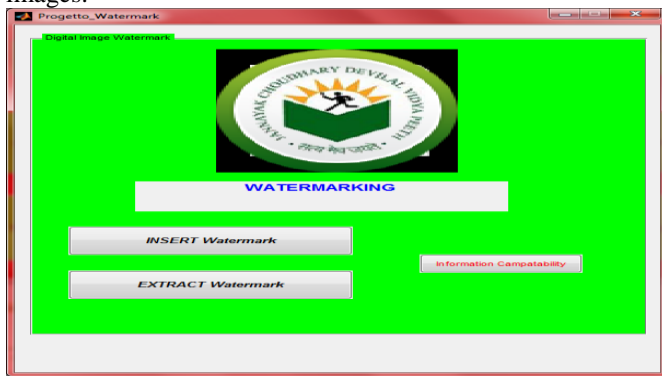 images.
Progetto_Watermark
Digital Image Watermark
JANNAYAK CHOUDHARY DEVILAL VIDYA PEETH
WATERMARKING
INSERT Watermark
Information Campatability
EXTRACT Watermark